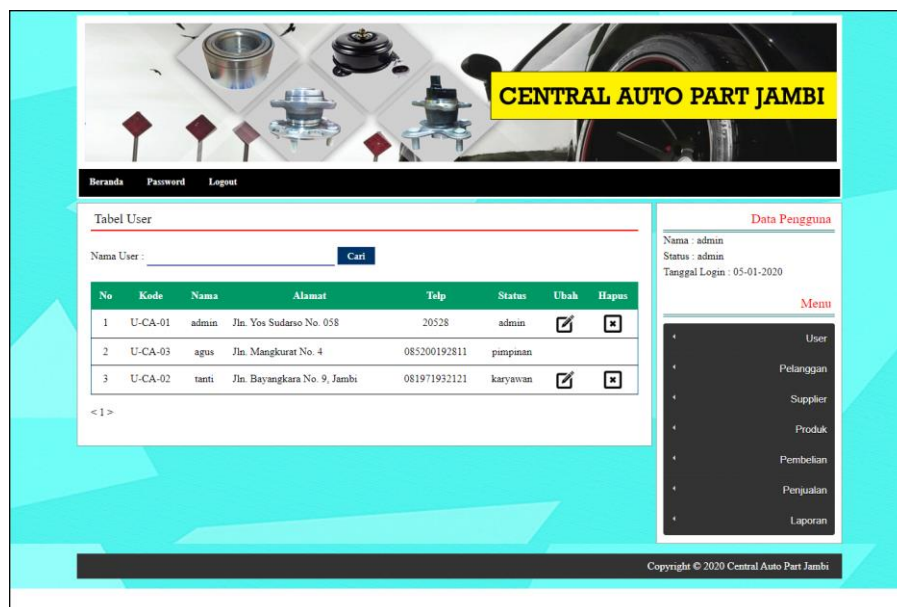 CENTRAL AUTO PART JAMBI
Beranda Password Logout
Tabel User
Nama User : Cari
No Kode Nama Alamat Telp Status Ubah Hapus
1 U-CA-01 admin Jln. Yos Sudarso No. 058 20528 admin
2 U-CA-03 agus Jln. Mangkurat No. 4 085200192811 pimpinan
3 U-CA-02 tanti Jln. Bayangkara No. 9, Jambi 081971932121 karyawan
< 1 >
Data Pengguna
Nama : admin
Status : admin
Tanggal Login : 05-01-2020
Menu
User
Pelanggan
Supplier
Produk
Pembelian
Penjualan
Laporan
Copyright © 2020 Central Auto Part Jambi